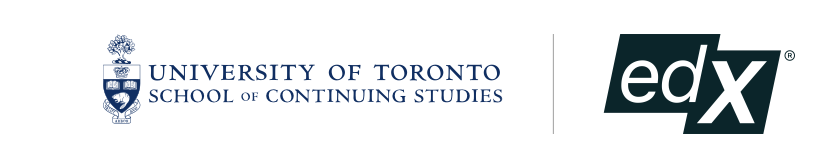 UNIVERSITY OF TORONTO
SCHOOL OF CONTINUING STUDIES
edX®